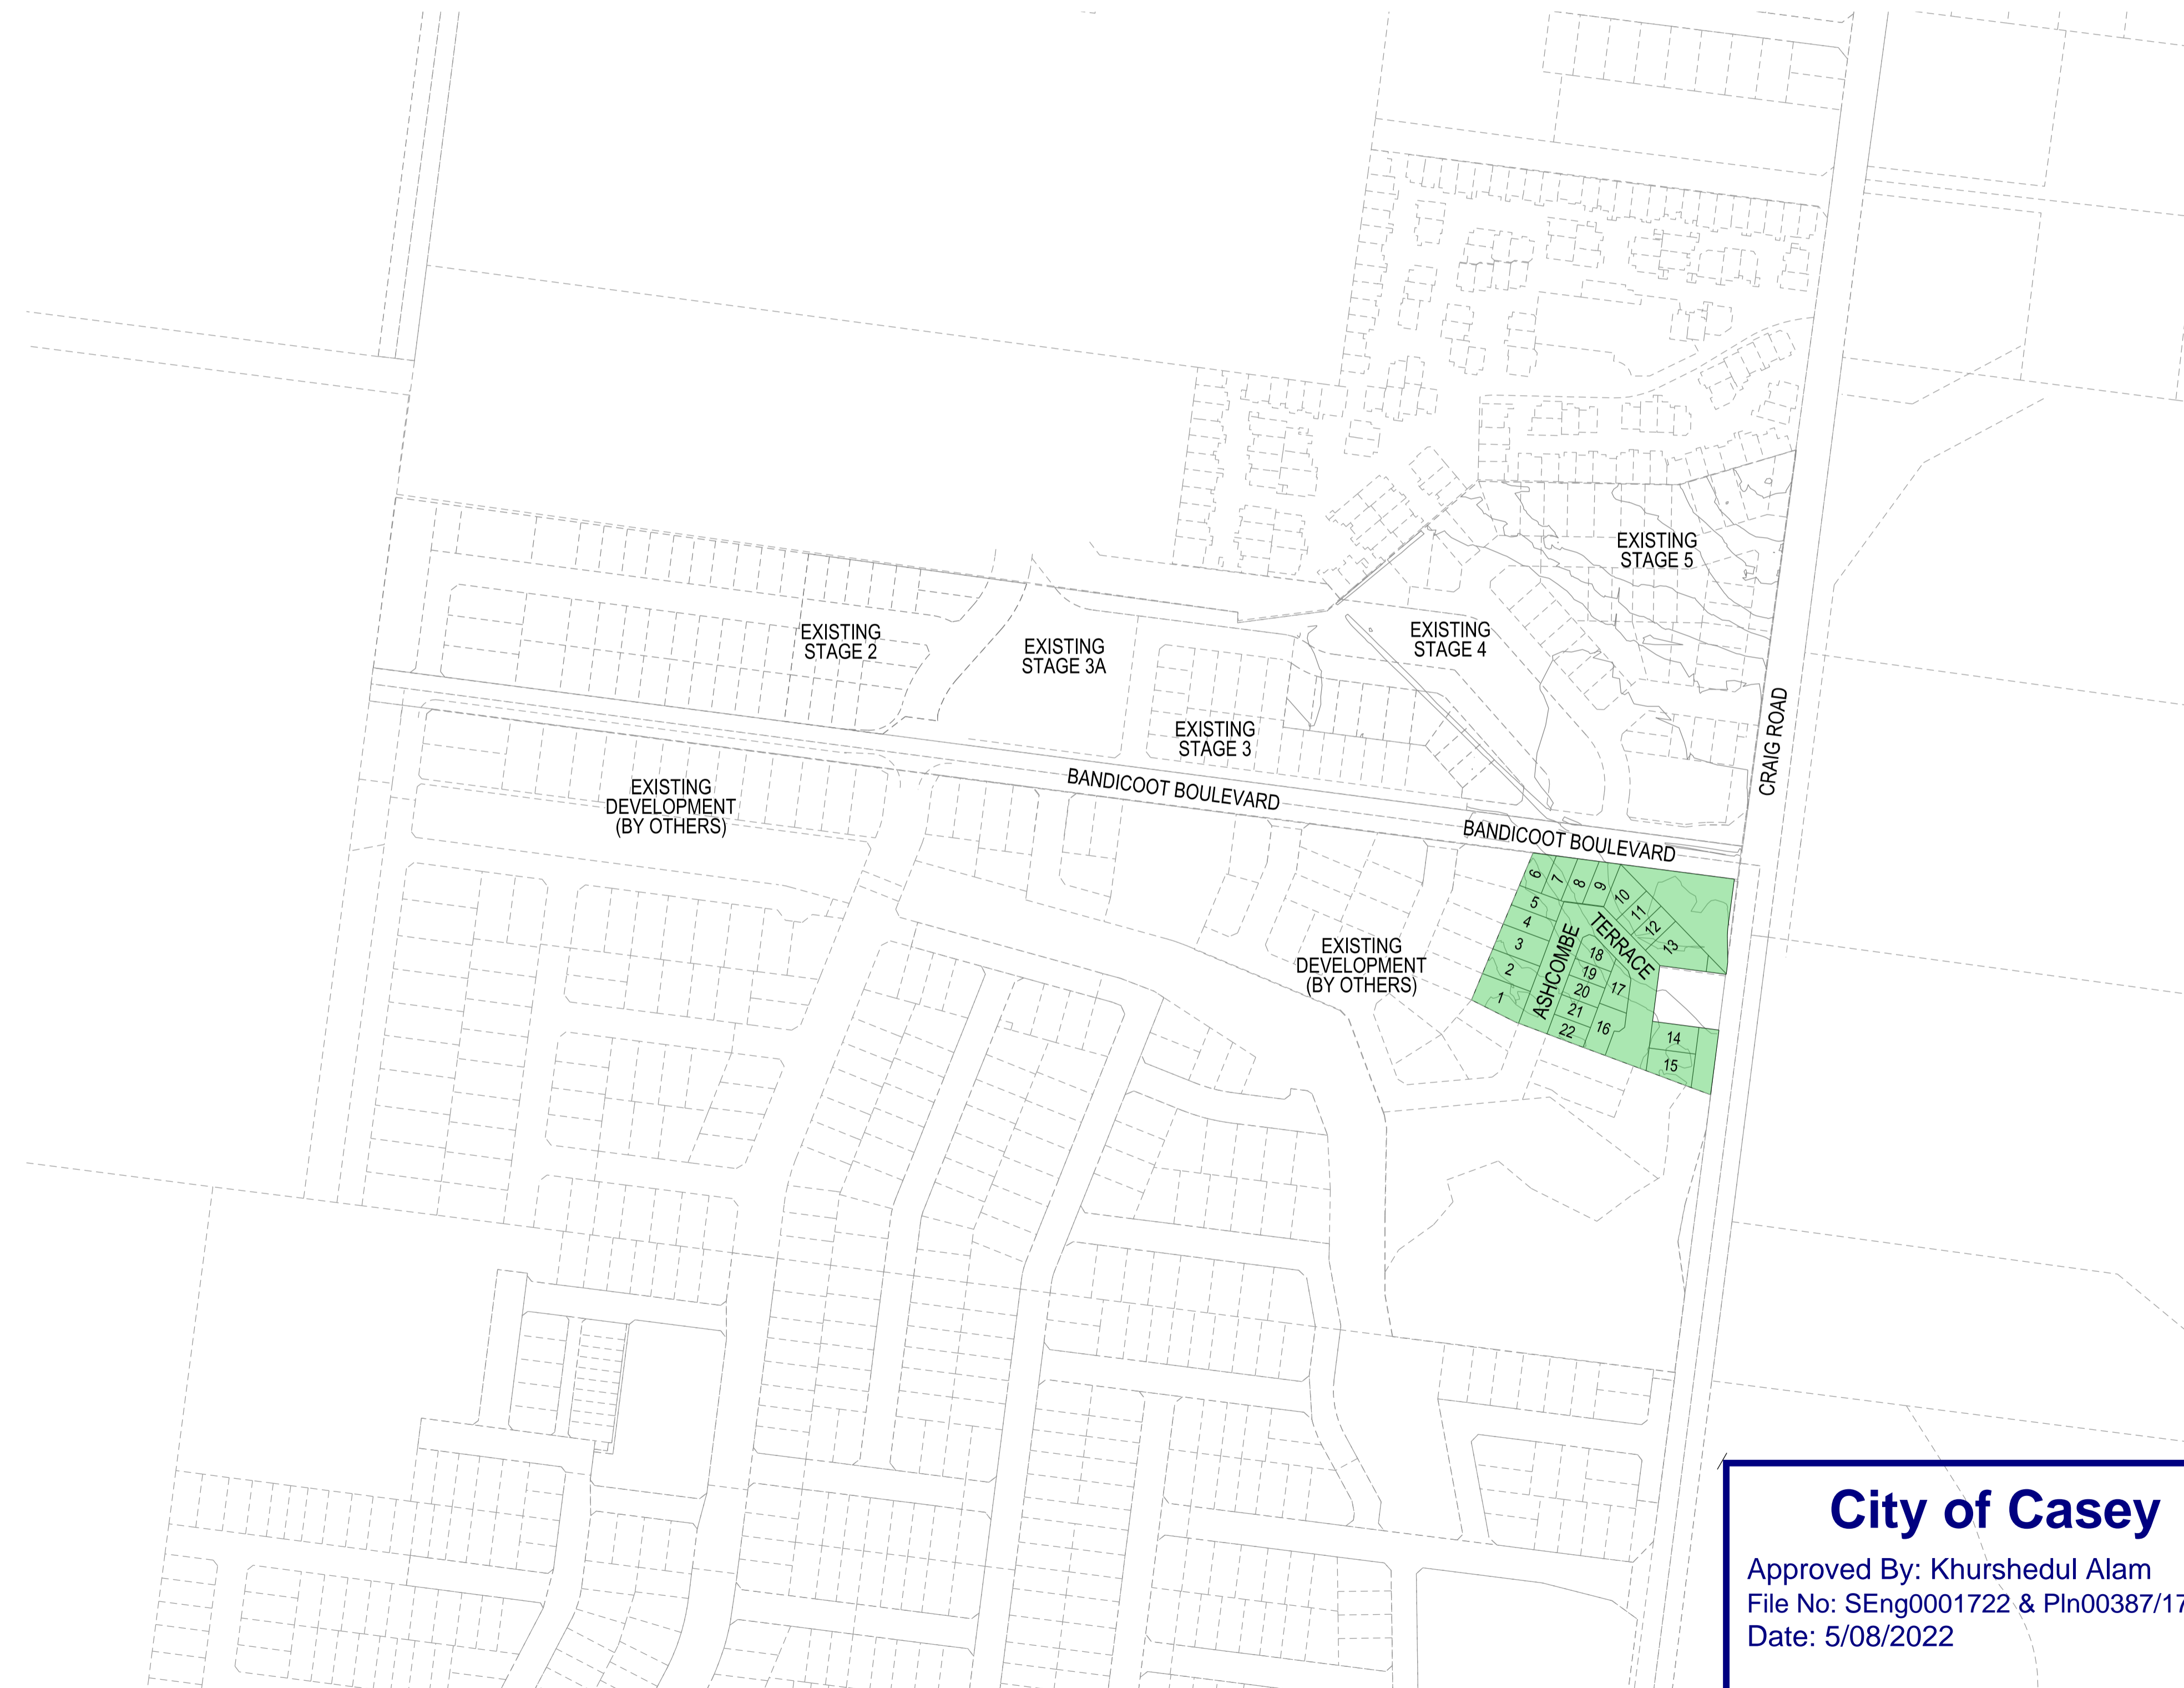 EXISTING
STAGE 5
EXISTING
STAGE 2
EXISTING
STAGE 3A
EXISTING
STAGE 4
EXISTING
STAGE 3
CRAIG ROAD
EXISTING
DEVELOPMENT
(BY OTHERS)
BANDICOOT BOULEVARD
BANDICOOT BOULEVARD
6
7
8
9
10
11
12
13
5
4
3
2
1
ASHCOMBE
TERRACE
18
19
20
21
22
17
16
14
15
EXISTING
DEVELOPMENT
(BY OTHERS)
City of Casey
Approved By: Khurshedul Alam
File No: SEng0001722 & Pln00387/17
Date: 5/08/2022